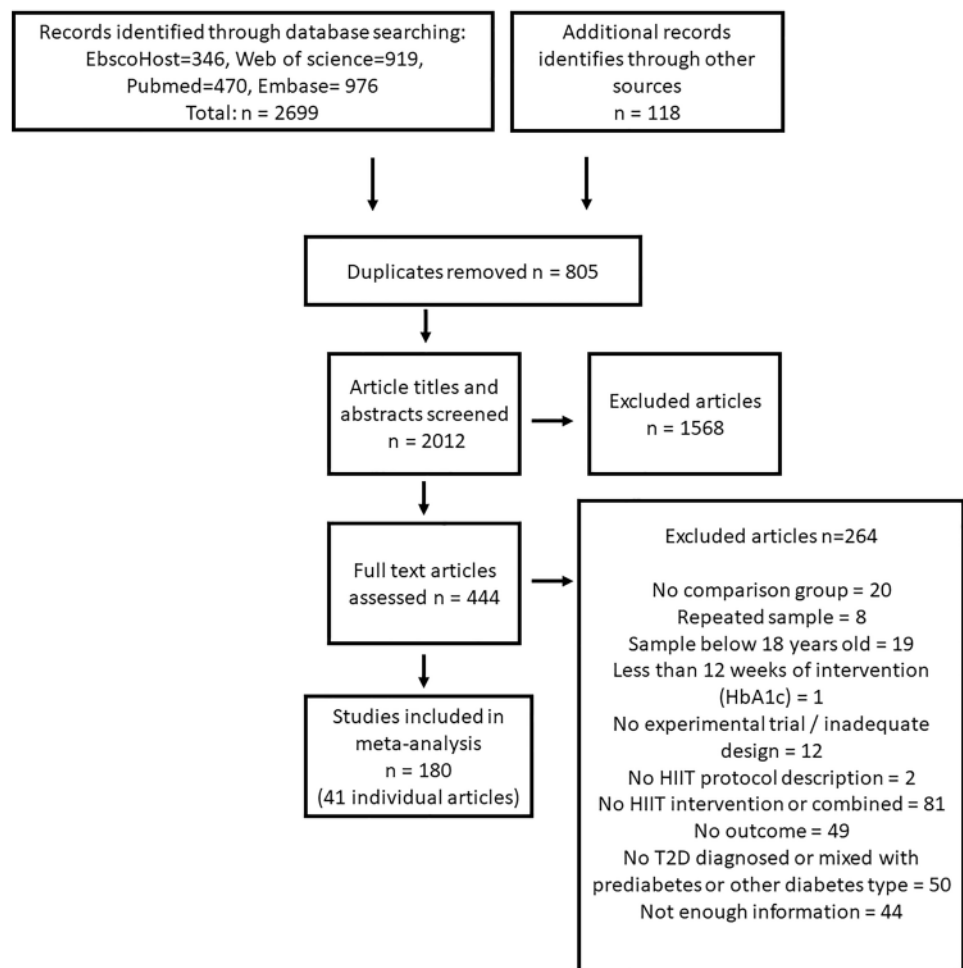 Records identified through database searching:
EbscoHost=346, Web of science=919,
Pubmed=470, Embase= 976
Total: n = 2699
Additional records
identifies through other
sources
n = 118
Duplicates removed n = 805
Article titles and
abstracts screened
n = 2012
Excluded articles
n = 1568
Full text articles
assessed n = 444
Excluded articles n=264
No comparison group = 20
Repeated sample = 8
Sample below 18 years old = 19
Less than 12 weeks of intervention
(HbA1c) = 1
No experimental trial / inadequate
design = 12
No HIIT protocol description = 2
No HIIT intervention or combined = 81
No outcome = 49
No T2D diagnosed or mixed with
prediabetes or other diabetes type = 50
Not enough information = 44
Studies included in
meta-analysis
n = 180
(41 individual articles)